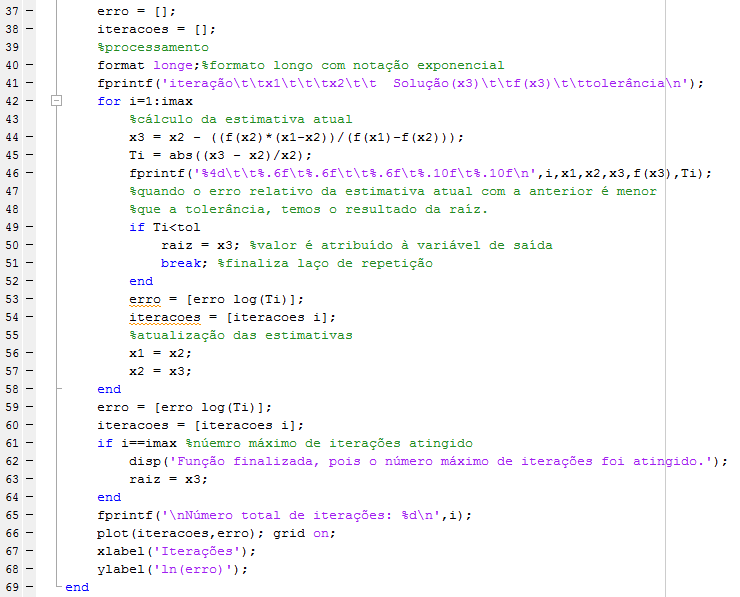 37 – erro = [];
38 – iteracoes = [];
39 %processamento
40 – format longe;%formato longo com notação exponencial
41 – fprintf('iteração\t\tx1\t\t\tx2\t\t  Solução(x3)\t\tf(x3)\t\ttolerância\n');
42 – for i=1:imax
43 %cálculo da estimativa atual
44 – x3 = x2 - ((f(x2)*(x1-x2))/(f(x1)-f(x2)));
45 – Ti = abs((x3 - x2)/x2);
46 – fprintf('%4d\t\t%.6f\t%.6f\t\t%.6f\t%.10f\t%.10f\n',i,x1,x2,x3,f(x3),Ti);
47 %quando o erro relativo da estimativa atual com a anterior é menor
48 %que a tolerância, temos o resultado da raíz.
49 – if Ti<tol
50 – raiz = x3; %valor é atribuído à variável de saída
51 – break; %finaliza laço de repetição
52 – end
53 – erro = [erro log(Ti)];
54 – iteracoes = [iteracoes i];
55 %atualização das estimativas
56 – x1 = x2;
57 – x2 = x3;
58 – end
59 – erro = [erro log(Ti)];
60 – iteracoes = [iteracoes i];
61 – if i==imax %núemro máximo de iterações atingido
62 – disp('Função finalizada, pois o número máximo de iterações foi atingido.');
63 – raiz = x3;
64 – end
65 – fprintf('\nNúmero total de iterações: %d\n',i);
66 – plot(iteracoes,erro); grid on;
67 – xlabel('Iterações');
68 – ylabel('ln(erro)');
69 – end